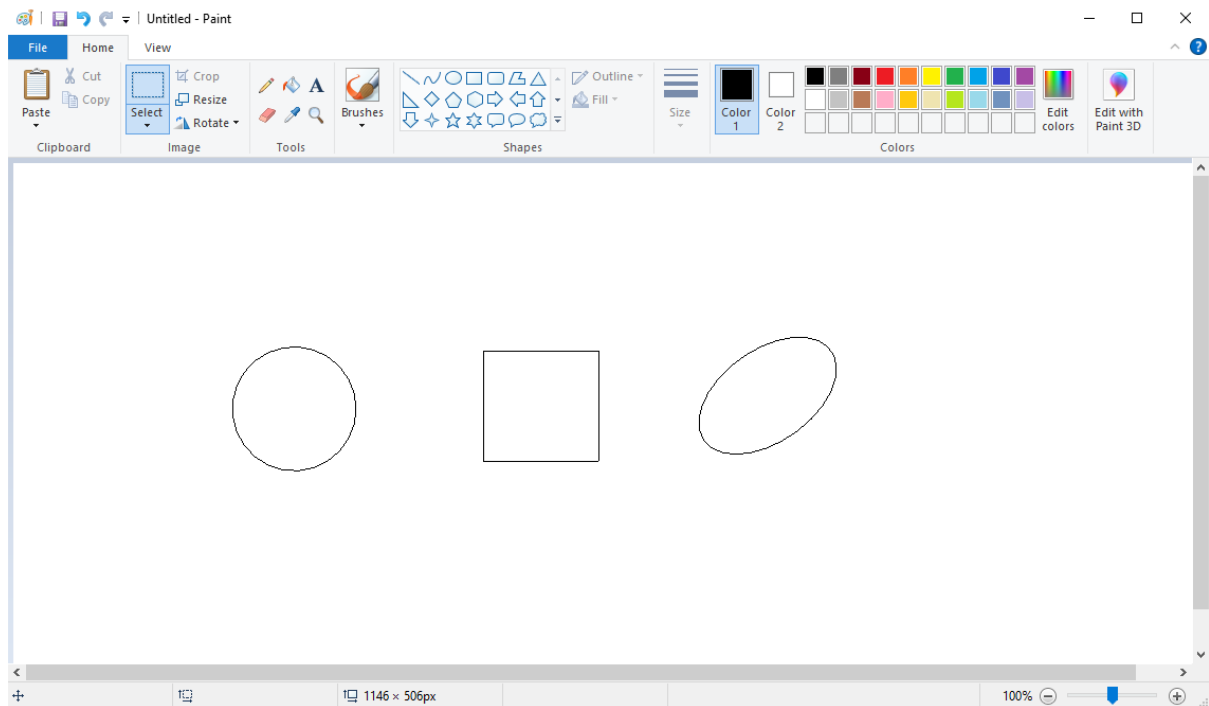 Untitled - Paint
File Home View
Paste
Cut
Copy
Clipboard
Select
Crop
Resize
Rotate
Image
A
Tools
Brushes
Shapes
Outline
Fill
Size
Color 1
Color 2
Colors
Edit colors
Edit with Paint 3D
1146 × 506px
100%